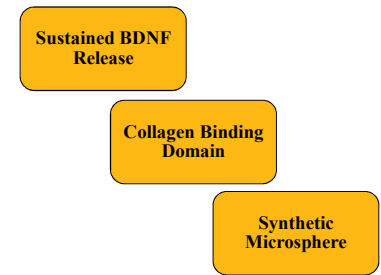 Sustained BDNF
Release
Collagen Binding
Domain
Synthetic
Microsphere